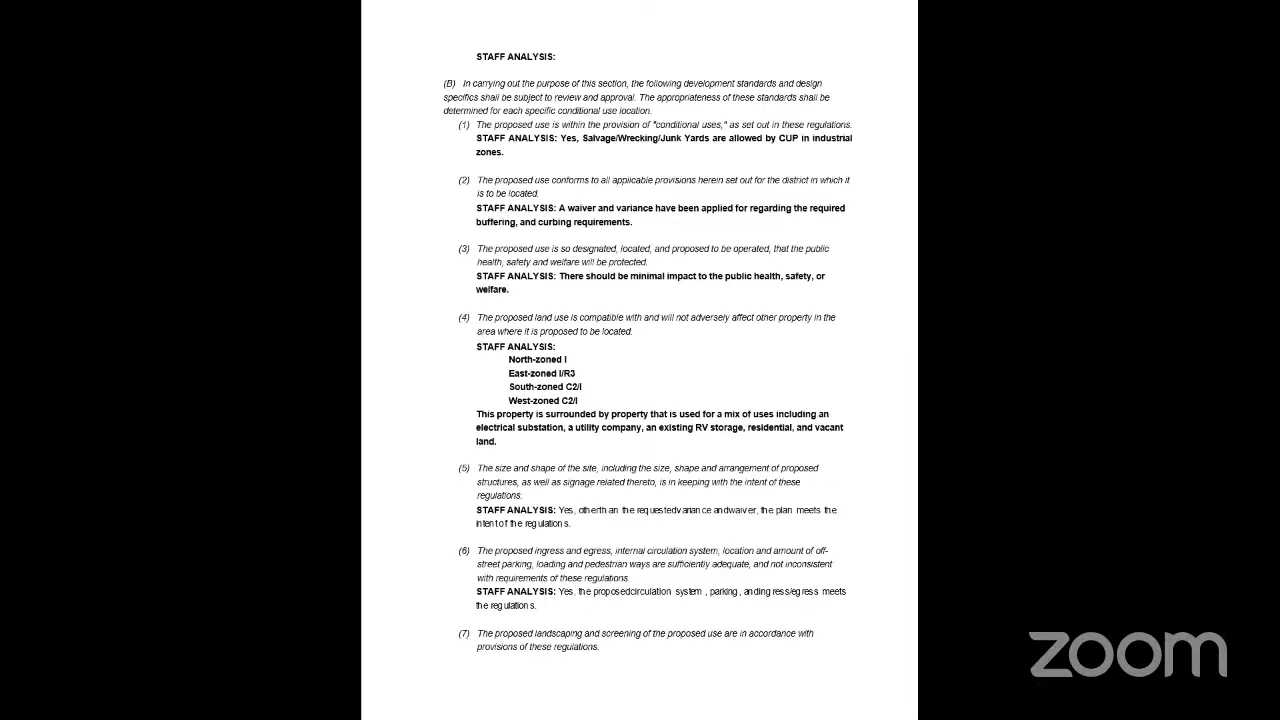 STAFF ANALYSIS:
(B) In carrying out the purpose of this section, the following development standards and design
specifics shall be subject to review and approval. The appropriateness of these standards shall be
determined for each specific conditional use location.
(1) The proposed use is within the provision of "conditional uses," as set out in these regulations.
STAFF ANALYSIS: Yes, Salvage/Wrecking/Junk Yards are allowed by CUP in industrial
zones.
(2) The proposed use conforms to all applicable provisions herein set out for the district in which it
is to be located.
STAFF ANALYSIS: A waiver and variance have been applied for regarding the required
buffering, and curbing requirements.
(3) The proposed use is so designated, located, and proposed to be operated, that the public
health, safety and welfare will be protected.
STAFF ANALYSIS: There should be minimal impact to the public health, safety, or
welfare.
(4) The proposed land use is compatible with and will not adversely affect other property in the
area where it is proposed to be located.
STAFF ANALYSIS:
North-zoned I
East-zoned I/R3
South-zoned C2/I
West-zoned C2/I
This property is surrounded by property that is used for a mix of uses including an
electrical substation, a utility company, an existing RV storage, residential, and vacant
land.
(5) The size and shape of the site, including the size, shape and arrangement of proposed
structures, as well as signage related thereto, is in keeping with the intent of these
regulations.
STAFF ANALYSIS: Yes, other than the requested variance and waiver, the plan meets the
intent of the regulations.
(6) The proposed ingress and egress, internal circulation system, location and amount of off-
street parking, loading and pedestrian ways are sufficiently adequate, and not inconsistent
with requirements of these regulations.
STAFF ANALYSIS: Yes, the proposed circulation system, parking, and ingress/egress meets
the regulations.
(7) The proposed landscaping and screening of the proposed use are in accordance with
provisions of these regulations.
zoom